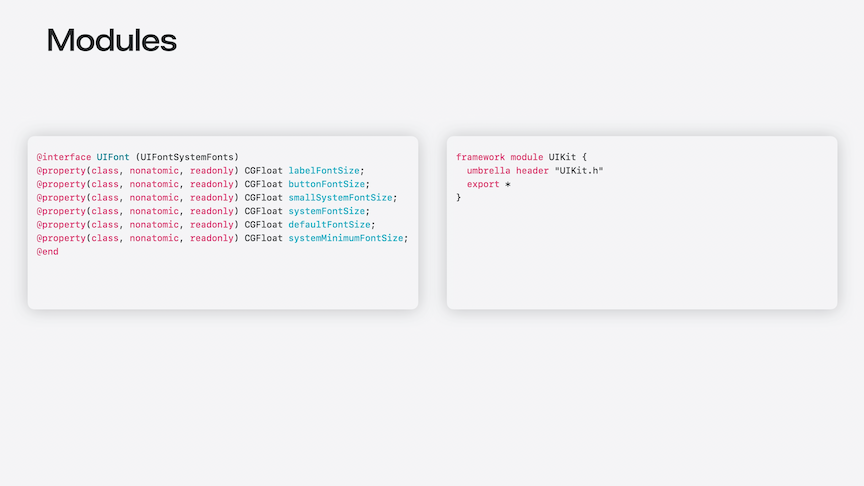 Modules
@interface UIFont (UIFontSystemFonts)
@property(class, nonatomic, readonly) CGFloat labelFontSize;
@property(class, nonatomic, readonly) CGFloat buttonFontSize;
@property(class, nonatomic, readonly) CGFloat smallSystemFontSize;
@property(class, nonatomic, readonly) CGFloat systemFontSize;
@property(class, nonatomic, readonly) CGFloat defaultFontSize;
@property(class, nonatomic, readonly) CGFloat systemMinimumFontSize;
@end
framework module UIKit {
umbrella header "UIKit.h"
export *
}